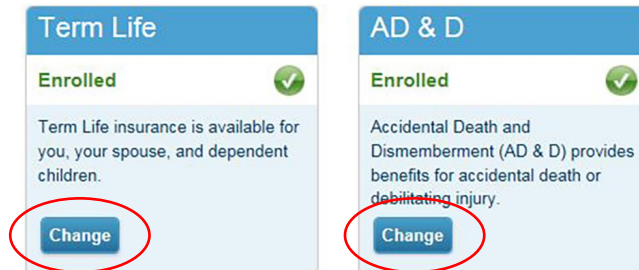 Term Life
Enrolled
Term Life insurance is available for
you, your spouse, and dependent
children.
Change
AD & D
Enrolled
Accidental Death and
Dismemberment (AD & D) provides
benefits for accidental death or
debilitating injury.
Change